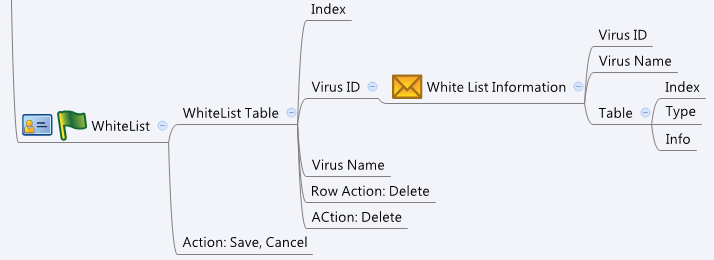 Index
Virus ID
Virus Name
Virus ID
White List Information
Index
WhiteList
WhiteList Table
Table
Type
Info
Virus Name
Row Action: Delete
ACtion: Delete
Action: Save, Cancel